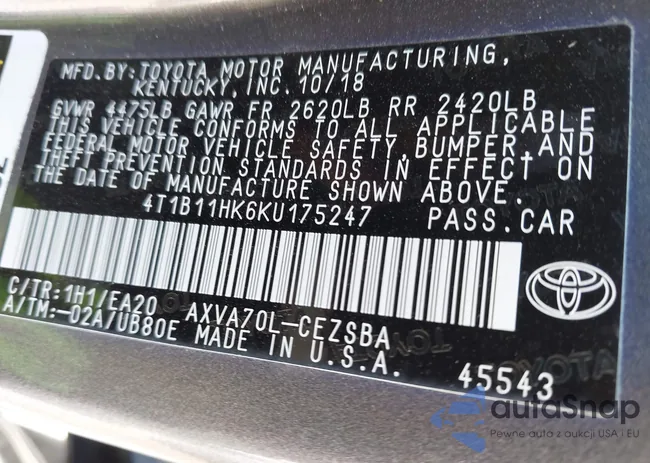 MFD.BY:TOYOTA MOTOR MANUFACTURING,
KENTUCKY, INC. 10/18
GVWR 4475LB GAWR FR 2620LB RR 2420LB
THIS VEHICLE CONFORMS TO ALL APPLICABLE
FEDERAL MOTOR VEHICLE SAFETY, BUMPER, AND
THEFT PREVENTION STANDARDS IN EFFECT ON
THE DATE OF MANUFACTURE SHOWN ABOVE.
4T1B11HK6KU175247 PASS.CAR
C/TR:1H1/EA20 AXVA70L-CEZSBA
A/TM:-02A/UB80E MADE IN U.S.A.
45543
autoSnap
Pewne auto z aukcji USA i EU